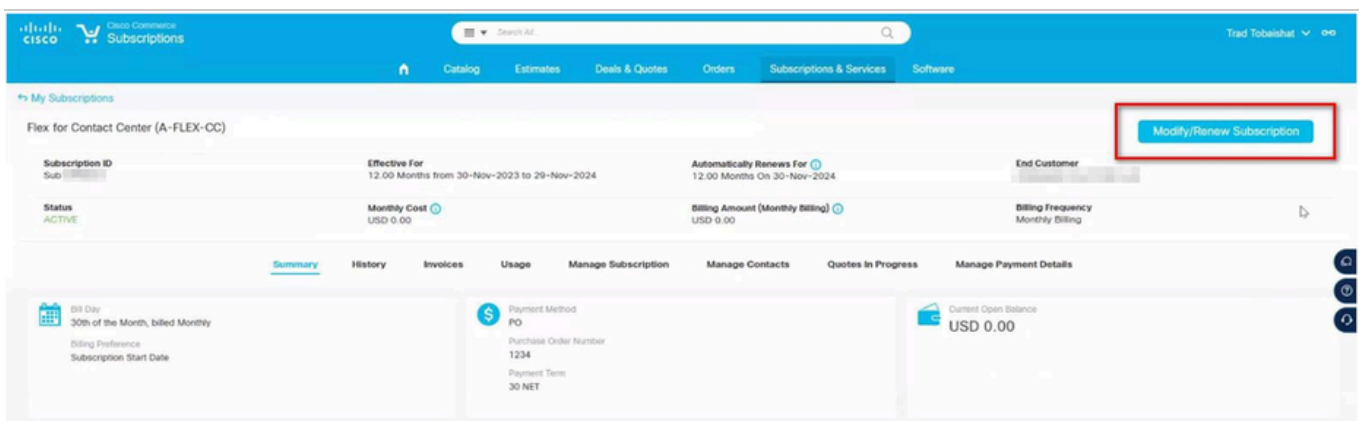 CISCO
Cisco Commerce
Subscriptions
Search All
Trad Tobaishat
Catalog Estimates Deals & Quotes Orders Subscriptions & Services Software
My Subscriptions
Flex for Contact Center (A-FLEX-CC)
Modify/Renew Subscription
Subscription ID Effective For Automatically Renews For End Customer
Sub 12.00 Months from 30-Nov-2023 to 29-Nov-2024 12.00 Months On 30-Nov-2024
Status Monthly Cost Billing Amount (Monthly Billing) Billing Frequency
ACTIVE USD 0.00 USD 0.00 Monthly Billing
Summary History Invoices Usage Manage Subscription Manage Contacts Quotes In Progress Manage Payment Details
Bill Day Payment Method Current Open Balance
30th of the Month, billed Monthly PO USD 0.00
Billing Preference Purchase Order Number
Subscription Start Date 1234
Payment Term
30 NET